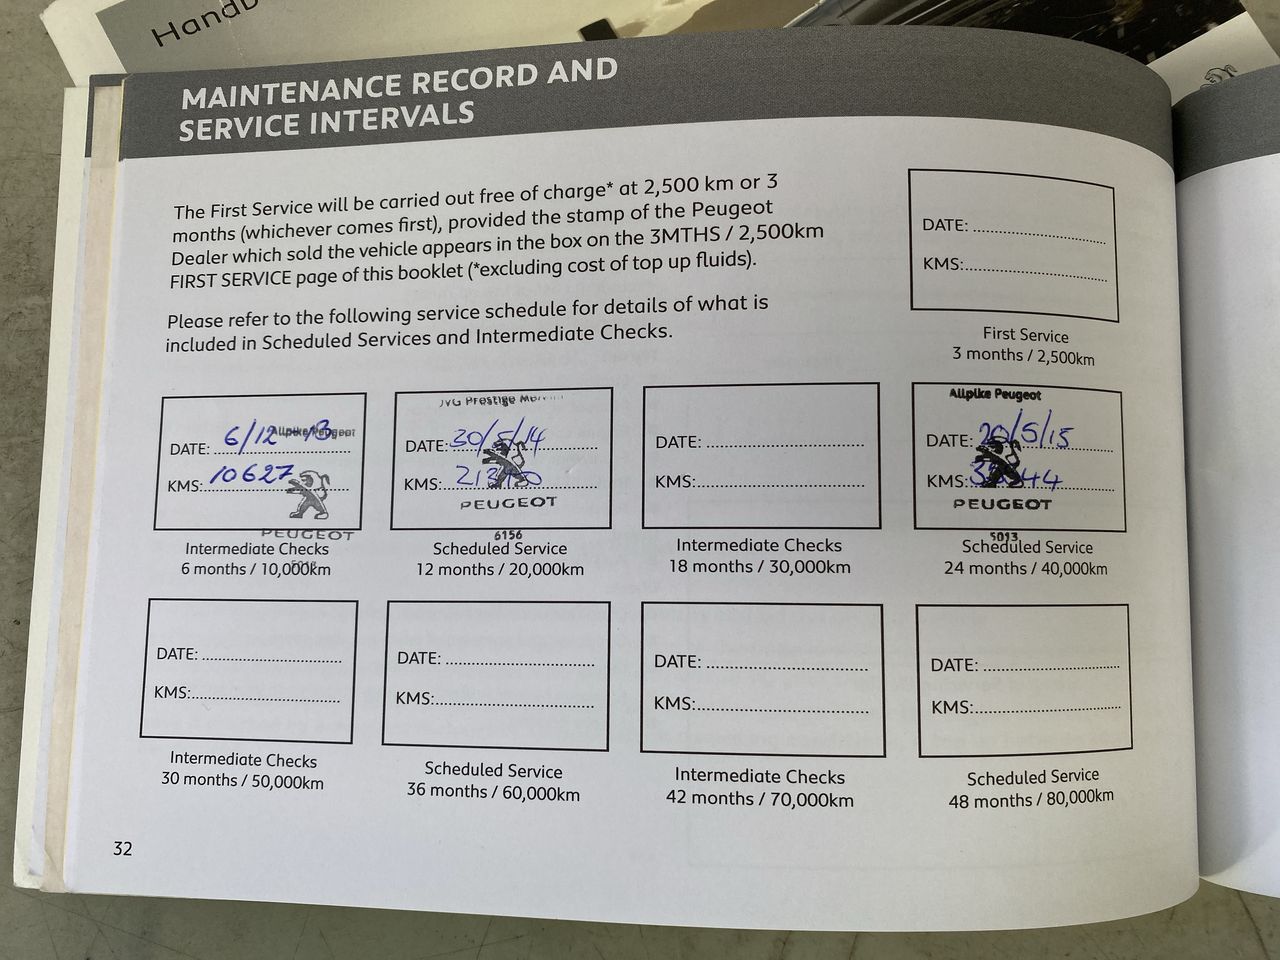 MAINTENANCE RECORD AND
SERVICE INTERVALS
The First Service will be carried out free of charge* at 2,500 km or 3
months (whichever comes first), provided the stamp of the Peugeot
Dealer which sold the vehicle appears in the box on the 3MTHS / 2,500km
FIRST SERVICE page of this booklet (*excluding cost of top up fluids).
Please refer to the following service schedule for details of what is
included in Scheduled Services and Intermediate Checks.
DATE:
KMS:
First Service
3 months / 2,500km
Allpike Peugeot
DATE: 6/12
KMS: 10627
PEUGEOT
Intermediate Checks
6 months / 10,000km
JVG Prestige
DATE: 30/5/14
KMS:
PEUGEOT
6156
Scheduled Service
12 months / 20,000km
DATE:
KMS:
Intermediate Checks
18 months / 30,000km
Allpike Peugeot
DATE: 20/5/15
KMS:
PEUGEOT
5013
Scheduled Service
24 months / 40,000km
DATE:
KMS:
Intermediate Checks
30 months / 50,000km
DATE:
KMS:
Scheduled Service
36 months / 60,000km
DATE:
KMS:
Intermediate Checks
42 months / 70,000km
DATE:
KMS:
Scheduled Service
48 months / 80,000km
32